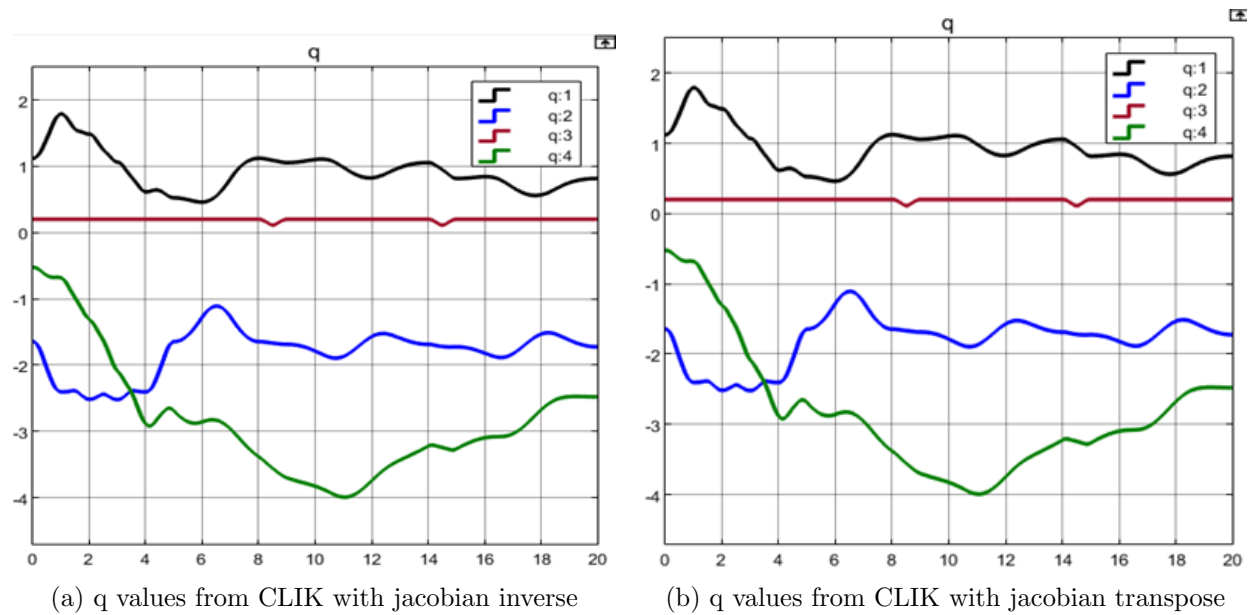 q
q:1
q:2
q:3
q:4
2
1
0
-1
-2
-3
-4
0 2 4 6 8 10 12 14 16 18 20
(a) q values from CLIK with jacobian inverse
q
q:1
q:2
q:3
q:4
2
1
0
-1
-2
-3
-4
0 2 4 6 8 10 12 14 16 18 20
(b) q values from CLIK with jacobian transpose